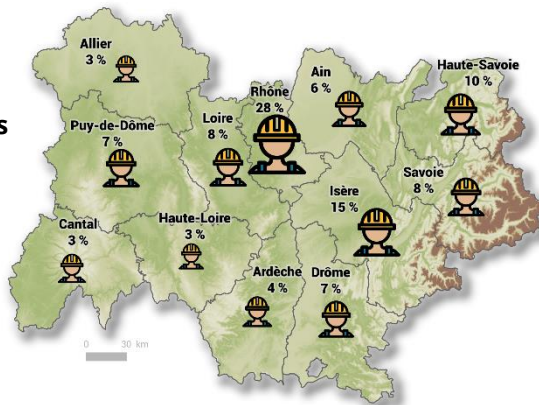 Allier
3 %
Ain
6 %
Haute-Savoie
10 %
Rhône
28 %
Loire
8 %
s
Puy-de-Dôme
7 %
Savoie
8 %
Isère
15 %
Cantal
3 %
Haute-Loire
3 %
Ardèche
4 %
Drôme
7 %
0 30 km